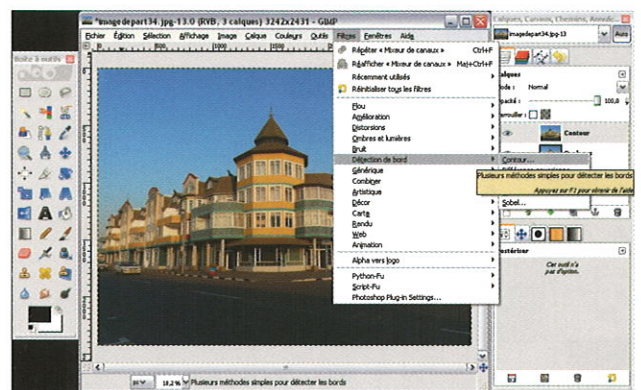 *imagedepart34.jpg-13.0 (RVB, 3 calques) 3242x2431 - GIMP
Calques, Canaux, Chemins, Annule...
Fichier Édition Sélection Affichage Image Calque Couleurs Outils Filtres Fenêtres Aide
imagedepart34.jpg-13 Auto
Boîte à outils
Répéter « Mixeur de canaux » Ctrl+F
Réafficher « Mixeur de canaux » Maj+Ctrl+F
Récemment utilisés
Réinitialiser tous les filtres
Calques
Mode : Normal
Opacité : 100,0
Verrouiller :
Flou
Amélioration
Distorsions
Ombres et lumières
Bruit
Détection de bord
Générique
Combiner
Artistique
Décor
Carte
Rendu
Web
Animation
Alpha vers logo
Python-Fu
Script-Fu
Photoshop Plug-in Settings...
Contour
Contour...
Plusieurs méthodes simples pour détecter les bords
Appuyez sur F1 pour obtenir de l'aide
Sobel...
Postériser
Cet outil n'a
pas d'option.
px 18,2 % Plusieurs méthodes simples pour détecter les bords